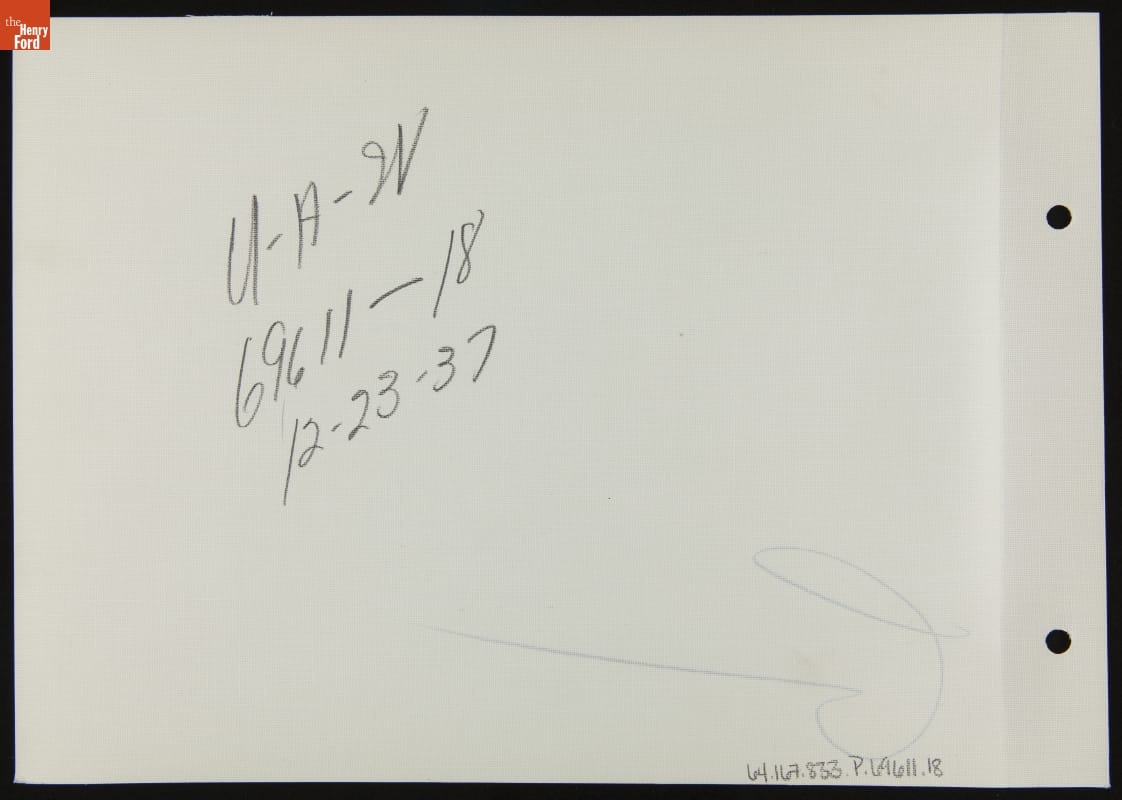 the
Henry
Ford
U-A-W
69611-18
12-23-37
64.167.833.P.69611.18